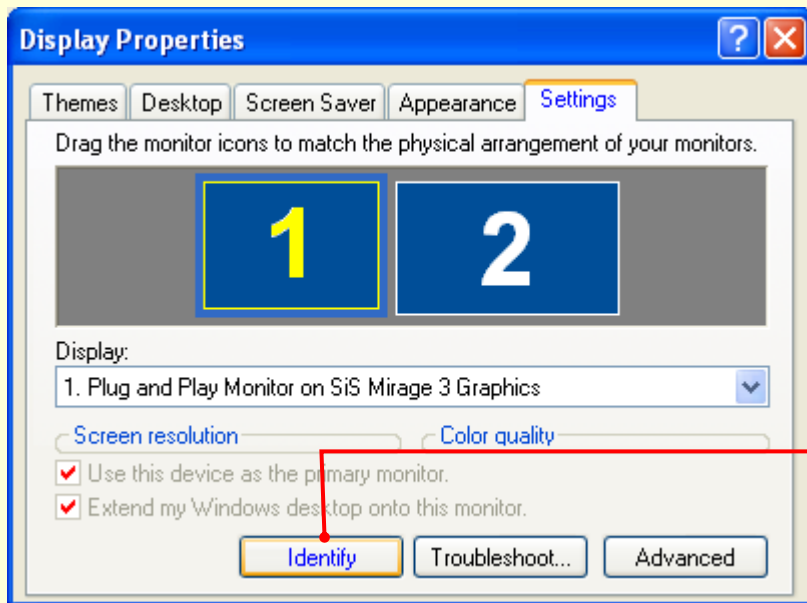 Display Properties
Themes Desktop Screen Saver Appearance Settings
Drag the monitor icons to match the physical arrangement of your monitors.
1 2
Display:
1. Plug and Play Monitor on SiS Mirage 3 Graphics
Screen resolution Color quality
Use this device as the primary monitor.
Extend my Windows desktop onto this monitor.
Identify Troubleshoot... Advanced